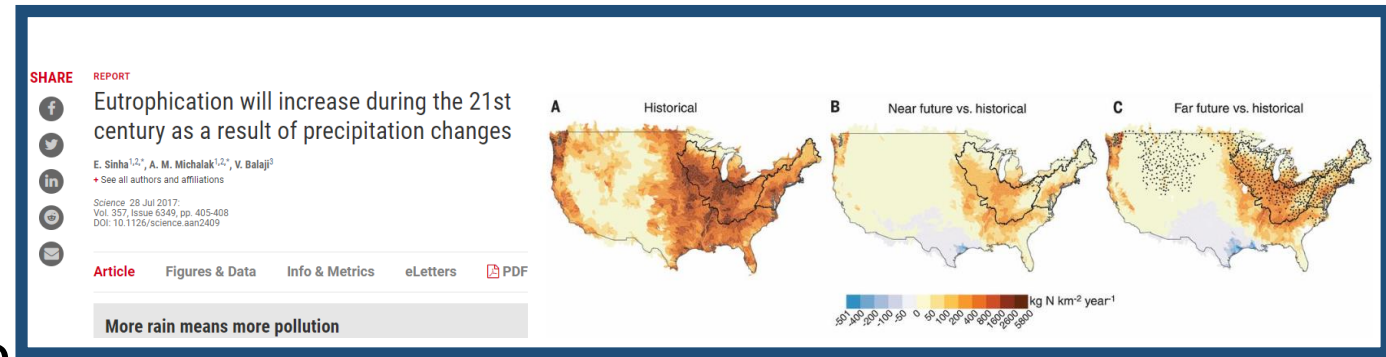 SHARE
REPORT
Eutrophication will increase during the 21st
century as a result of precipitation changes
E. Sinha1,2,*, A. M. Michalak1,2,*, V. Balaji3
+ See all authors and affiliations
Science 28 Jul 2017:
Vol. 357, Issue 6349, pp. 405-408
DOI: 10.1126/science.aan2409
Article Figures & Data Info & Metrics eLetters PDF
More rain means more pollution
A Historical
B Near future vs. historical
C Far future vs. historical
kg N km-2 year-1
-501 -400 -200 -100 -50 0 50 100 200 400 800 1600 2600 5800